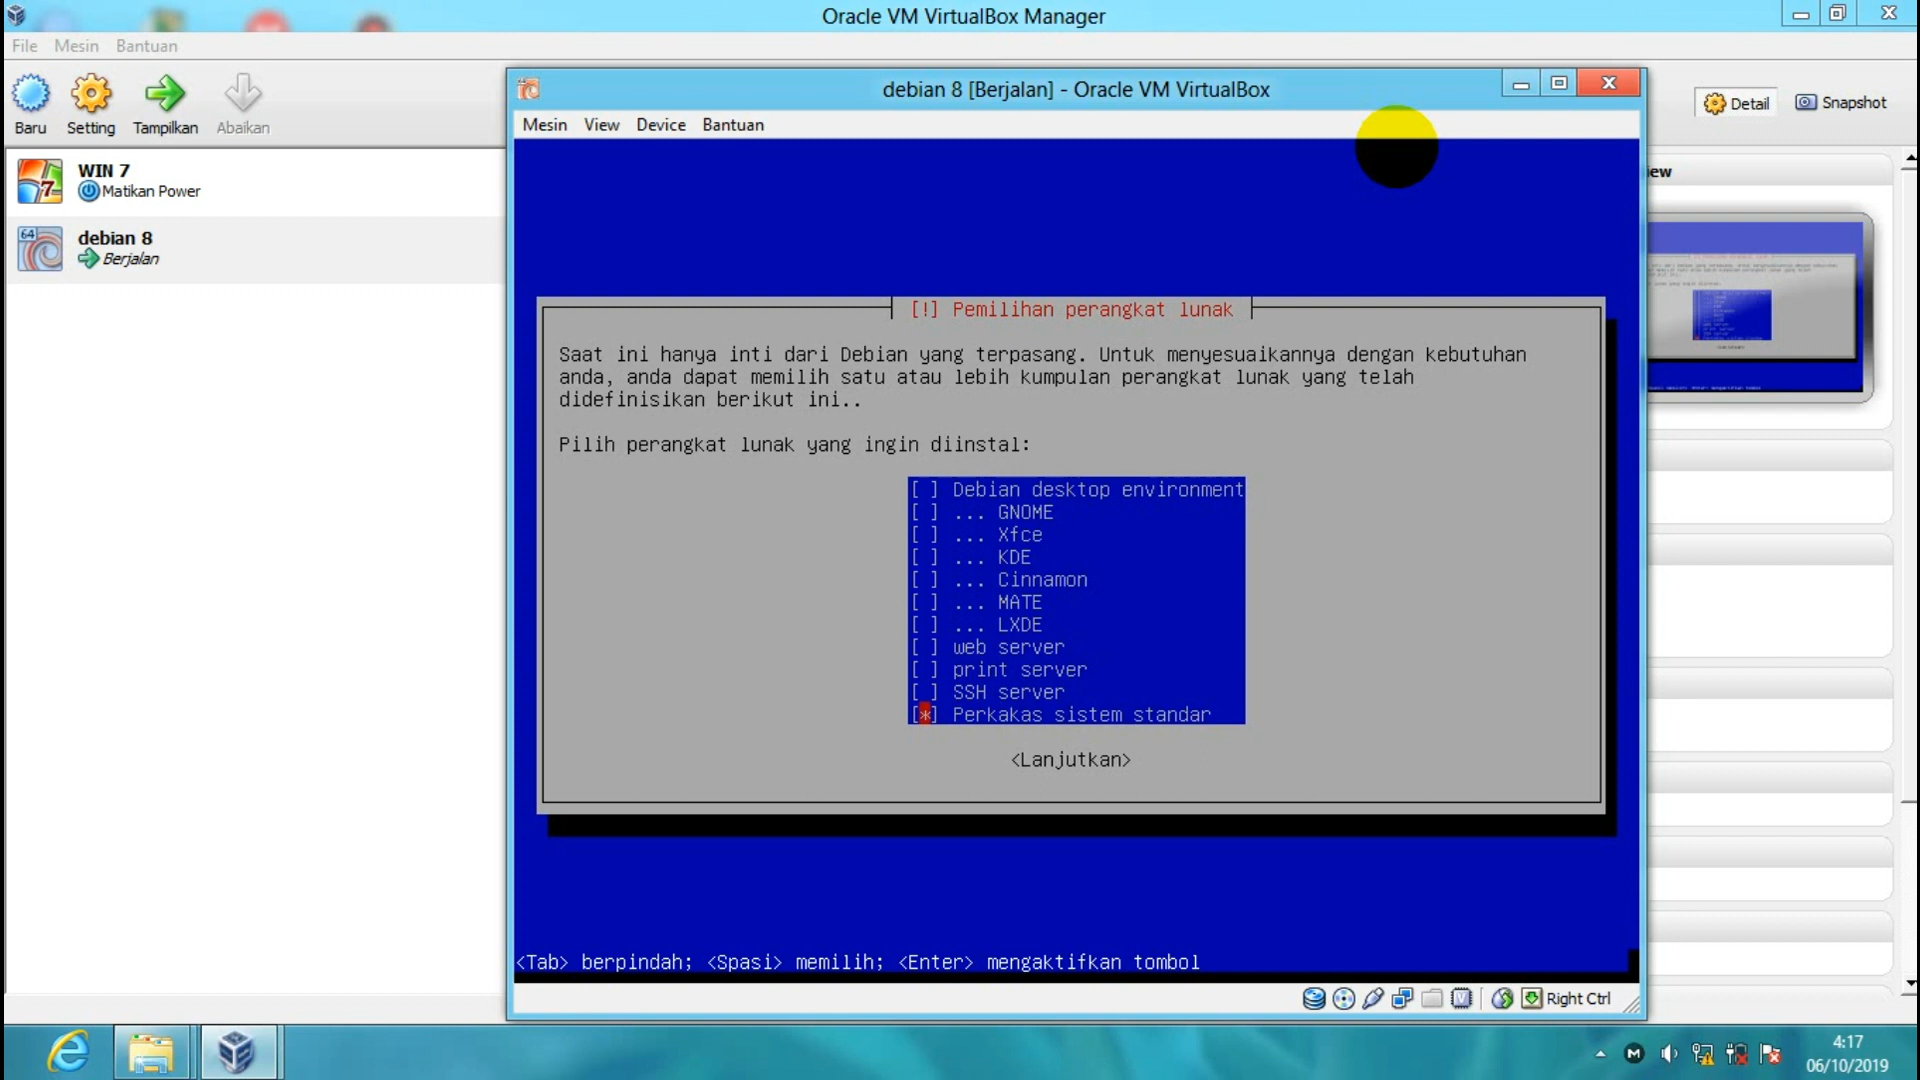 Oracle VM VirtualBox Manager
File Mesin Bantuan
Baru Setting Tampilkan Abaikan
Detail Snapshot
WIN 7
Matikan Power
64
debian 8
Berjalan
debian 8 [Berjalan] - Oracle VM VirtualBox
Mesin View Device Bantuan
iew
[!] Pemilihan perangkat lunak
Saat ini hanya inti dari Debian yang terpasang. Untuk menyesuaikannya dengan kebutuhan
anda, anda dapat memilih satu atau lebih kumpulan perangkat lunak yang telah
didefinisikan berikut ini..
Pilih perangkat lunak yang ingin diinstal:
[ ] Debian desktop environment
[ ] ... GNOME
[ ] ... Xfce
[ ] ... KDE
[ ] ... Cinnamon
[ ] ... MATE
[ ] ... LXDE
[ ] web server
[ ] print server
[ ] SSH server
[*] Perkakas sistem standar
<Lanjutkan>
<Tab> berpindah; <Spasi> memilih; <Enter> mengaktifkan tombol
Right Ctrl
4:17
06/10/2019